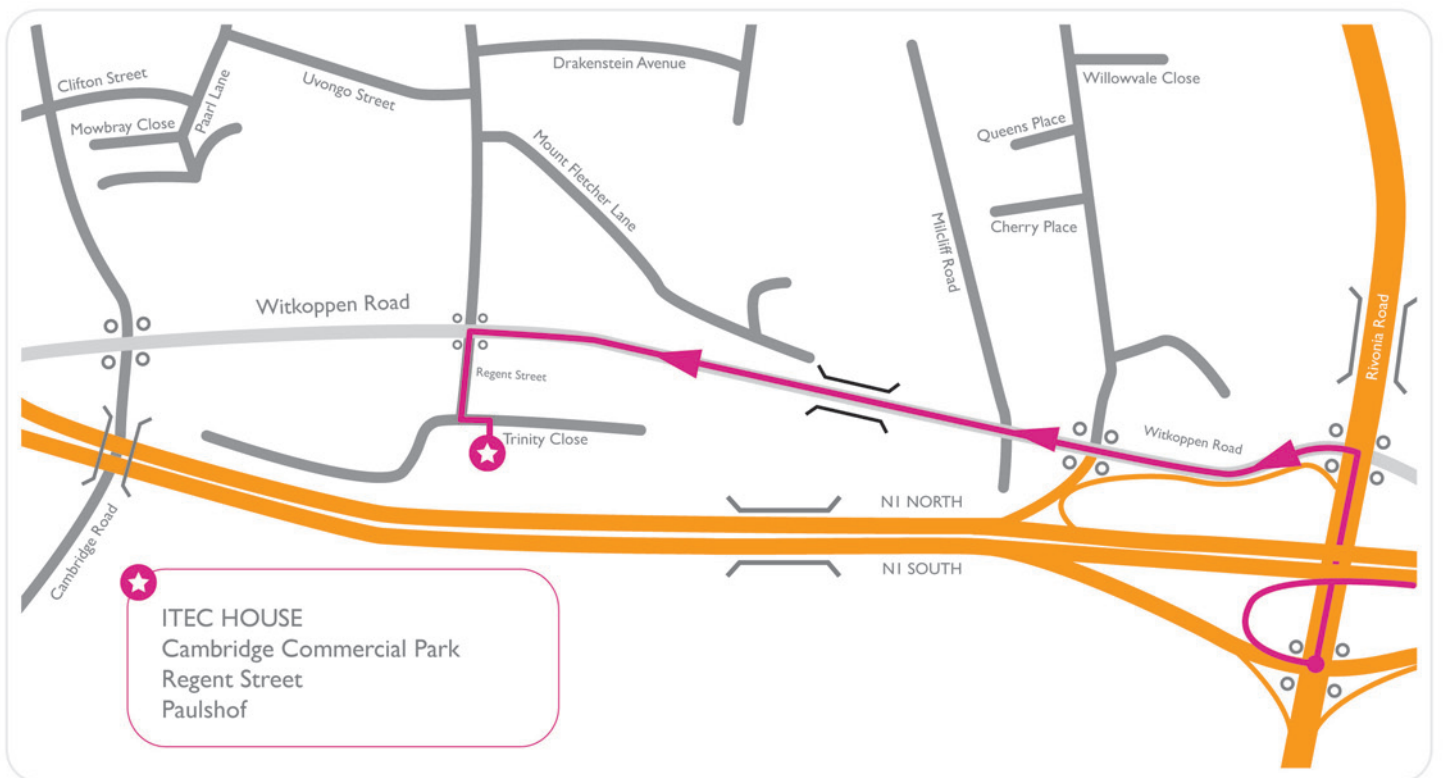 Clifton Street
Uvongo Street
Drakenstein Avenue
Willowvale Close
Mowbray Close
Paarl Lane
Queens Place
Mount Fletcher Lane
Cherry Place
Milcliff Road
Witkoppen Road
Rivonia Road
Regent Street
Trinity Close
Witkoppen Road
N1 NORTH
N1 SOUTH
Cambridge Road
ITEC HOUSE
Cambridge Commercial Park
Regent Street
Paulshof